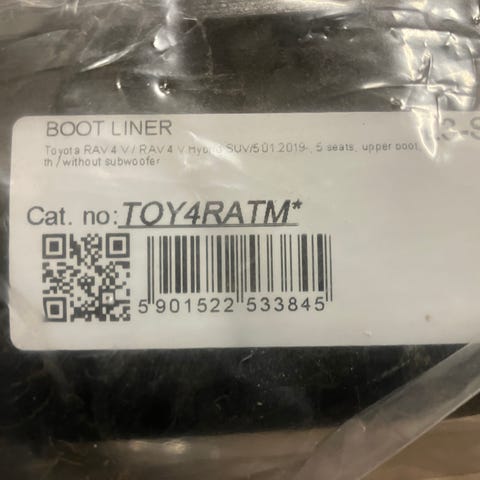 BOOT LINER
Toyota RAV 4 V / RAV 4 V Hybrid SUV/5 01.2019-, 5 seats, upper boot,
th / without subwoofer
Cat. no: TOY4RATM*
5 901522 533845